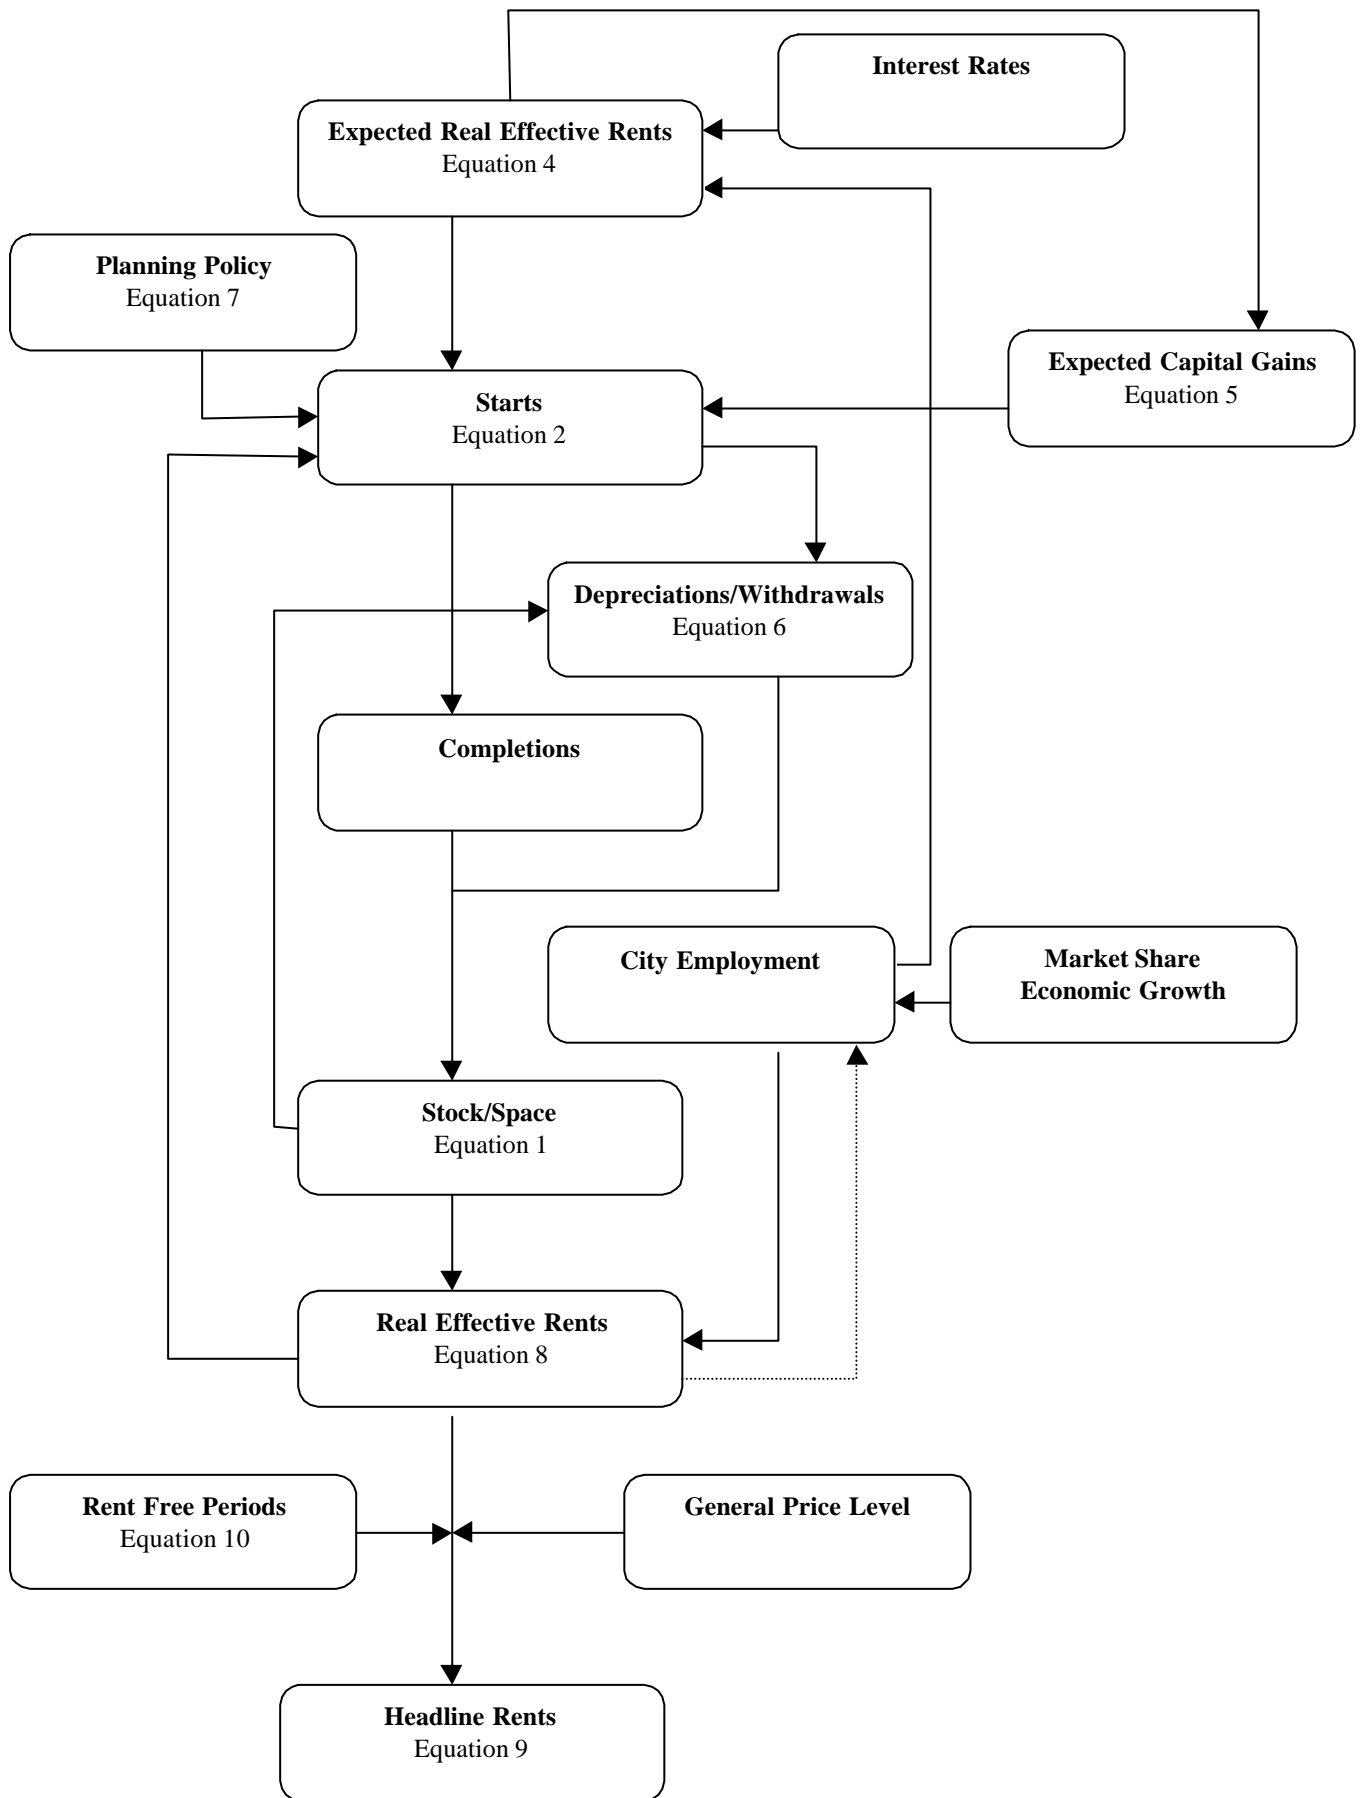 Interest Rates
Expected Real Effective Rents
Equation 4
Planning Policy
Equation 7
Expected Capital Gains
Equation 5
Starts
Equation 2
Depreciations/Withdrawals
Equation 6
Completions
City Employment
Market Share
Economic Growth
Stock/Space
Equation 1
Real Effective Rents
Equation 8
Rent Free Periods
Equation 10
General Price Level
Headline Rents
Equation 9